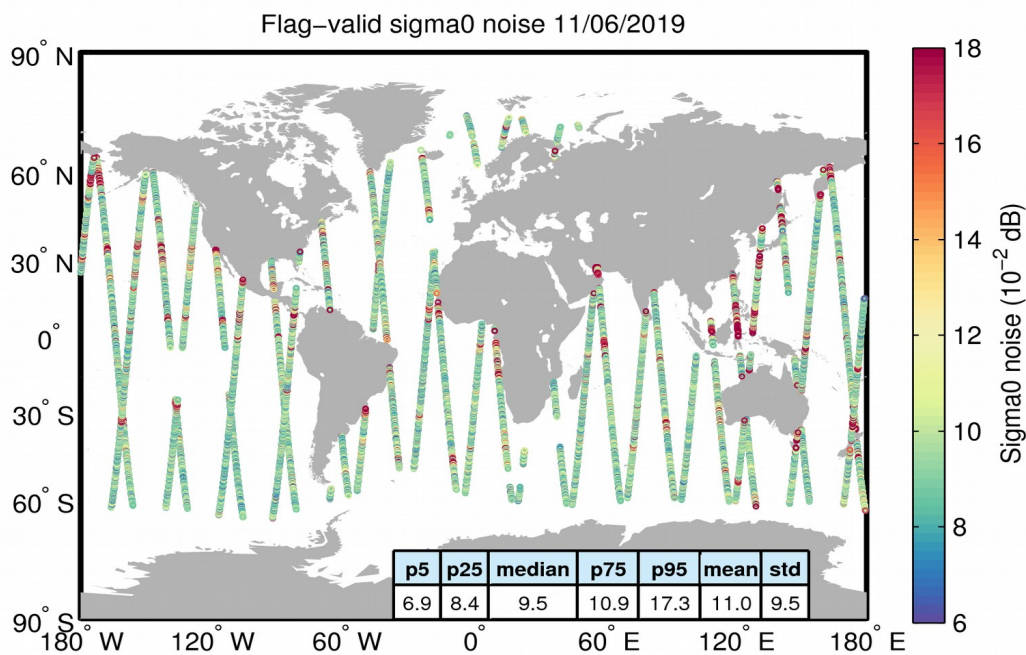 Flag−valid sigma0 noise 11/06/2019
90° N
60° N
30° N
0°
30° S
60° S
90° S
180° W
120° W
60° W
0°
60° E
120° E
180° E
p5 p25 median p75 p95 mean std
6.9 8.4 9.5 10.9 17.3 11.0 9.5
18
16
14
12
10
8
6
Sigma0 noise (10⁻² dB)